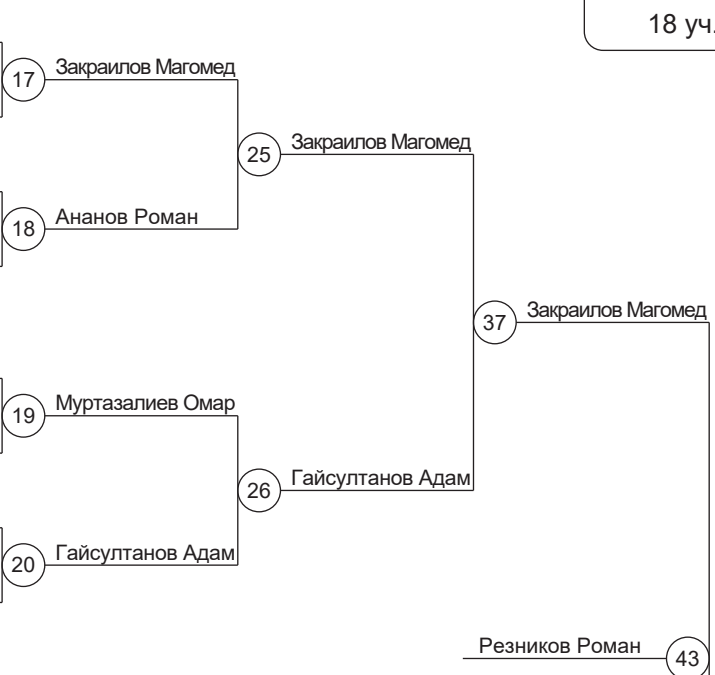 18 уч.
17 Закраилов Магомед
25 Закраилов Магомед
18 Ананов Роман
37 Закраилов Магомед
19 Муртазалиев Омар
26 Гайсултанов Адам
20 Гайсултанов Адам
Резников Роман 43